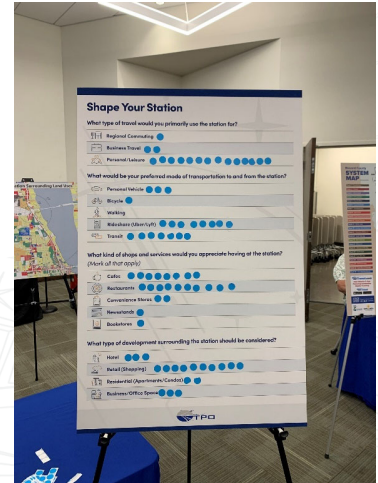 Shape Your Station
What type of travel would you primarily use the station for?
Regional Commuting
Business Travel
Personal/Leisure
What would be your preferred mode of transportation to and from the station?
Personal Vehicle
Bicycle
Walking
Rideshare (Uber/Lyft)
Transit
What kind of shops and services would you appreciate having at the station?
(Mark all that apply)
Cafes
Restaurants
Convenience Stores
Newsstands
Bookstores
What type of development surrounding the station should be considered?
Hotel
Retail (Shopping)
Residential (Apartments/Condos)
Business/Office Space
TPO
Surrounding Land Uses
SYSTEM
MAP